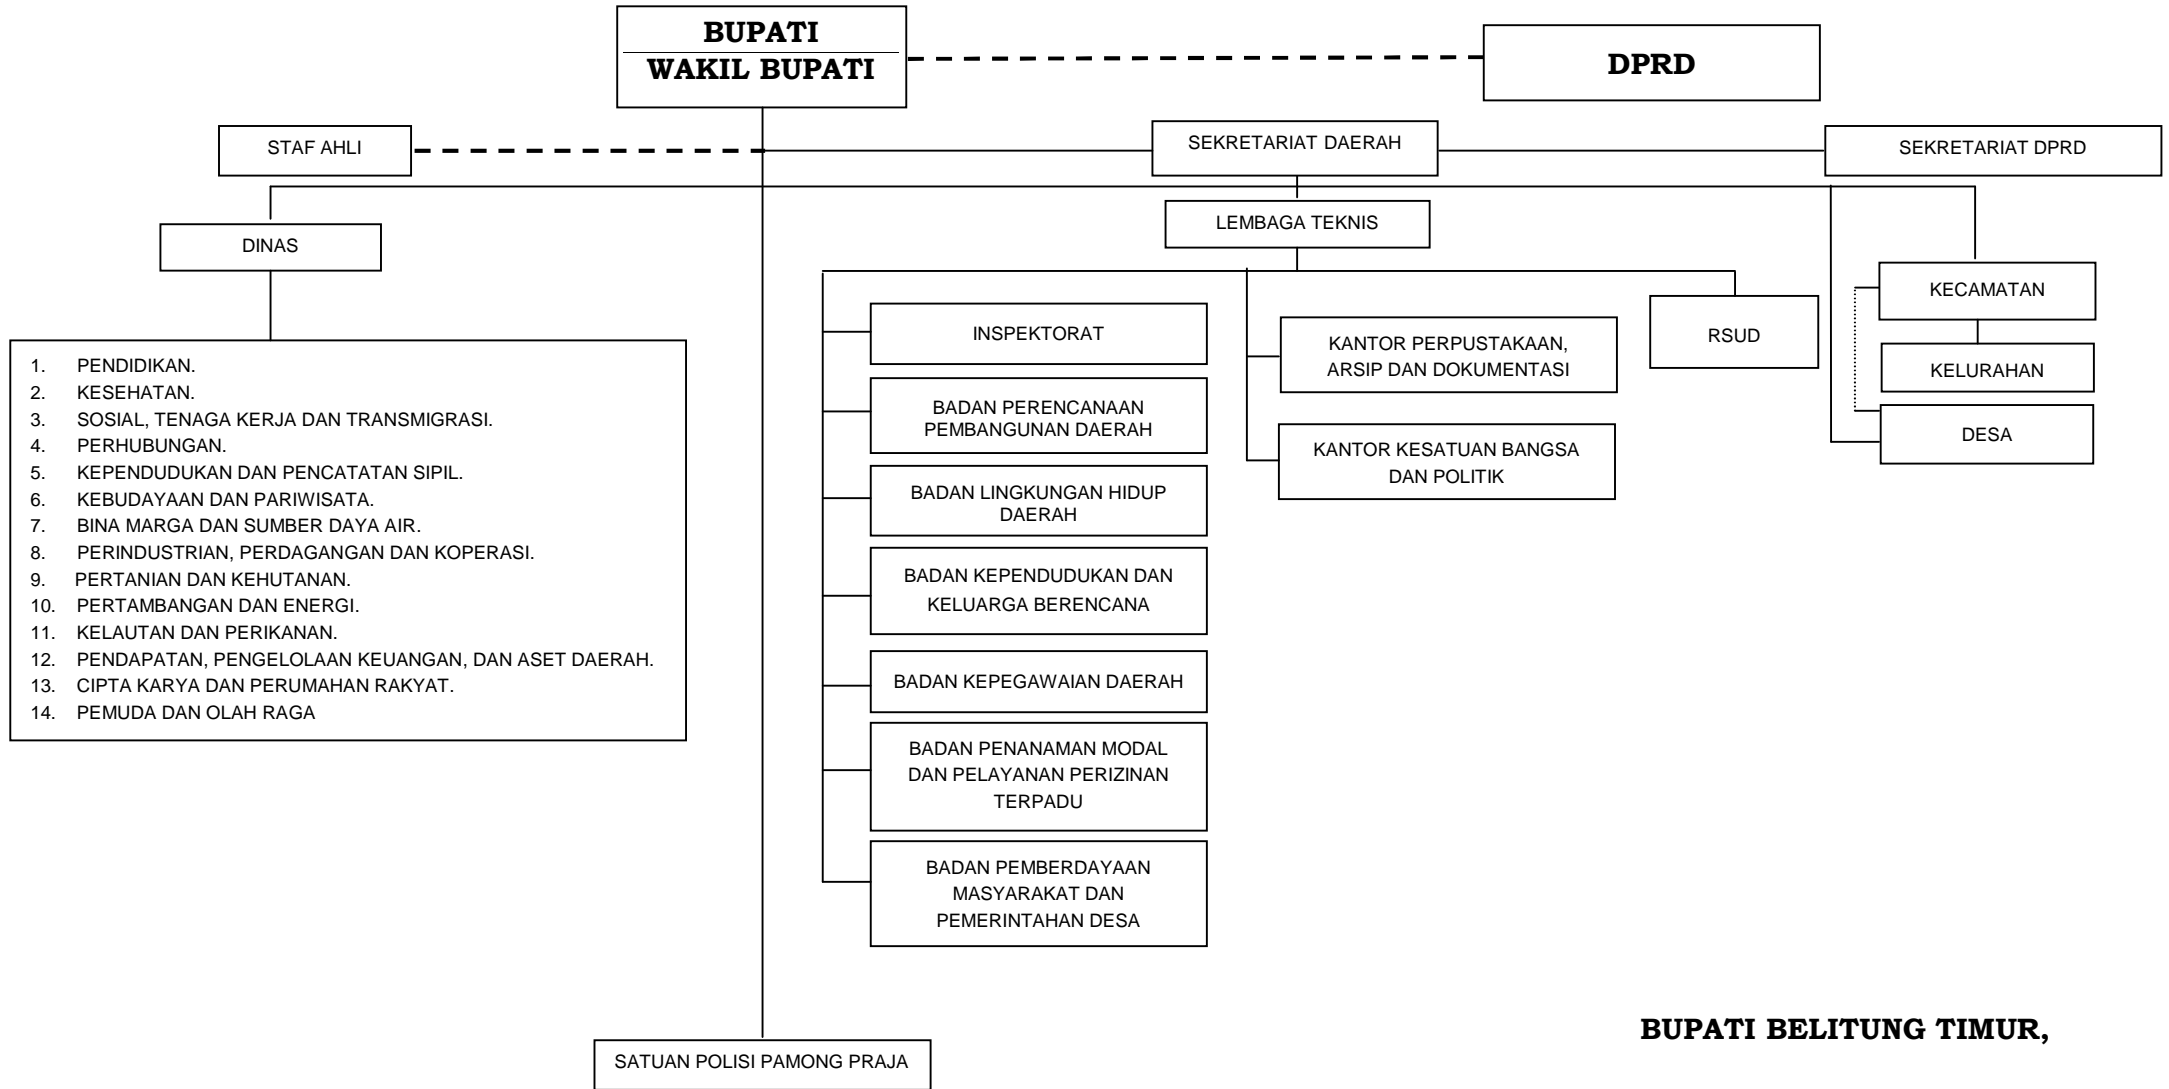 BUPATI
WAKIL BUPATI
DPRD
STAF AHLI
SEKRETARIAT DAERAH
SEKRETARIAT DPRD
DINAS
LEMBAGA TEKNIS
1. PENDIDIKAN.
2. KESEHATAN.
3. SOSIAL, TENAGA KERJA DAN TRANSMIGRASI.
4. PERHUBUNGAN.
5. KEPENDUDUKAN DAN PENCATATAN SIPIL.
6. KEBUDAYAAN DAN PARIWISATA.
7. BINA MARGA DAN SUMBER DAYA AIR.
8. PERINDUSTRIAN, PERDAGANGAN DAN KOPERASI.
9. PERTANIAN DAN KEHUTANAN.
10. PERTAMBANGAN DAN ENERGI.
11. KELAUTAN DAN PERIKANAN.
12. PENDAPATAN, PENGELOLAAN KEUANGAN, DAN ASET DAERAH.
13. CIPTA KARYA DAN PERUMAHAN RAKYAT.
14. PEMUDA DAN OLAH RAGA
INSPEKTORAT
BADAN PERENCANAAN
PEMBANGUNAN DAERAH
BADAN LINGKUNGAN HIDUP
DAERAH
BADAN KEPENDUDUKAN DAN
KELUARGA BERENCANA
BADAN KEPEGAWAIAN DAERAH
BADAN PENANAMAN MODAL
DAN PELAYANAN PERIZINAN
TERPADU
BADAN PEMBERDAYAAN
MASYARAKAT DAN
PEMERINTAHAN DESA
KANTOR PERPUSTAKAAN,
ARSIP DAN DOKUMENTASI
KANTOR KESATUAN BANGSA
DAN POLITIK
RSUD
KECAMATAN
KELURAHAN
DESA
SATUAN POLISI PAMONG PRAJA
BUPATI BELITUNG TIMUR,